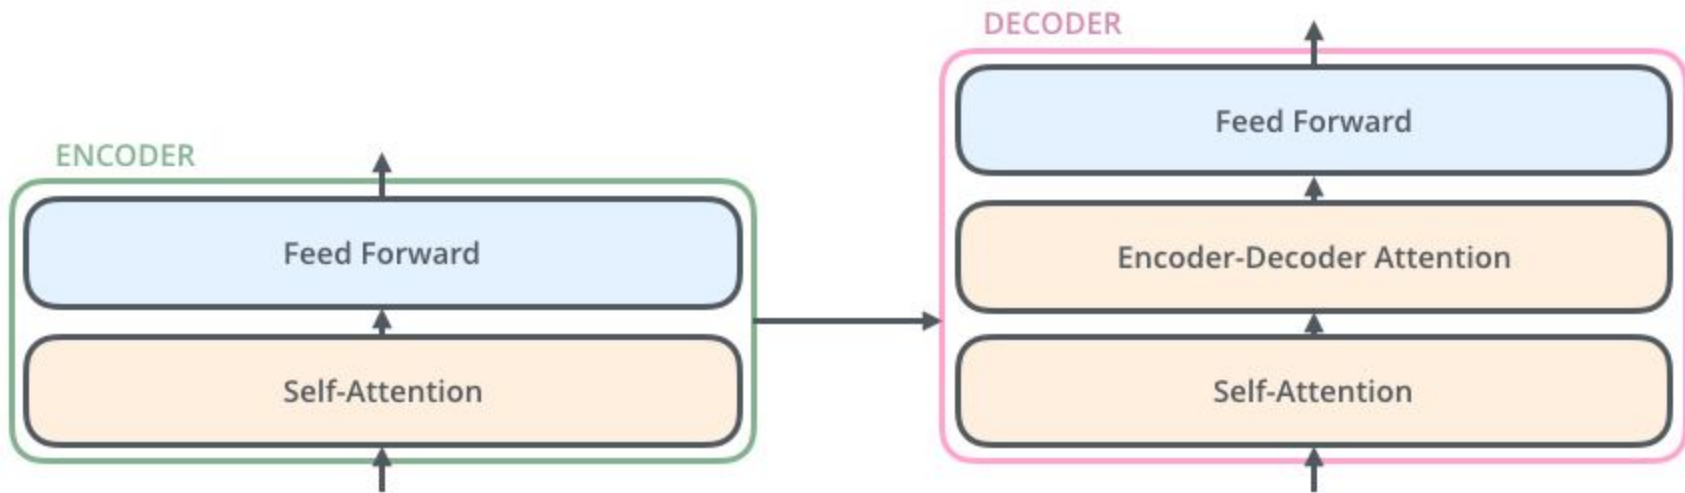 ENCODER
Feed Forward
Self-Attention
DECODER
Feed Forward
Encoder-Decoder Attention
Self-Attention